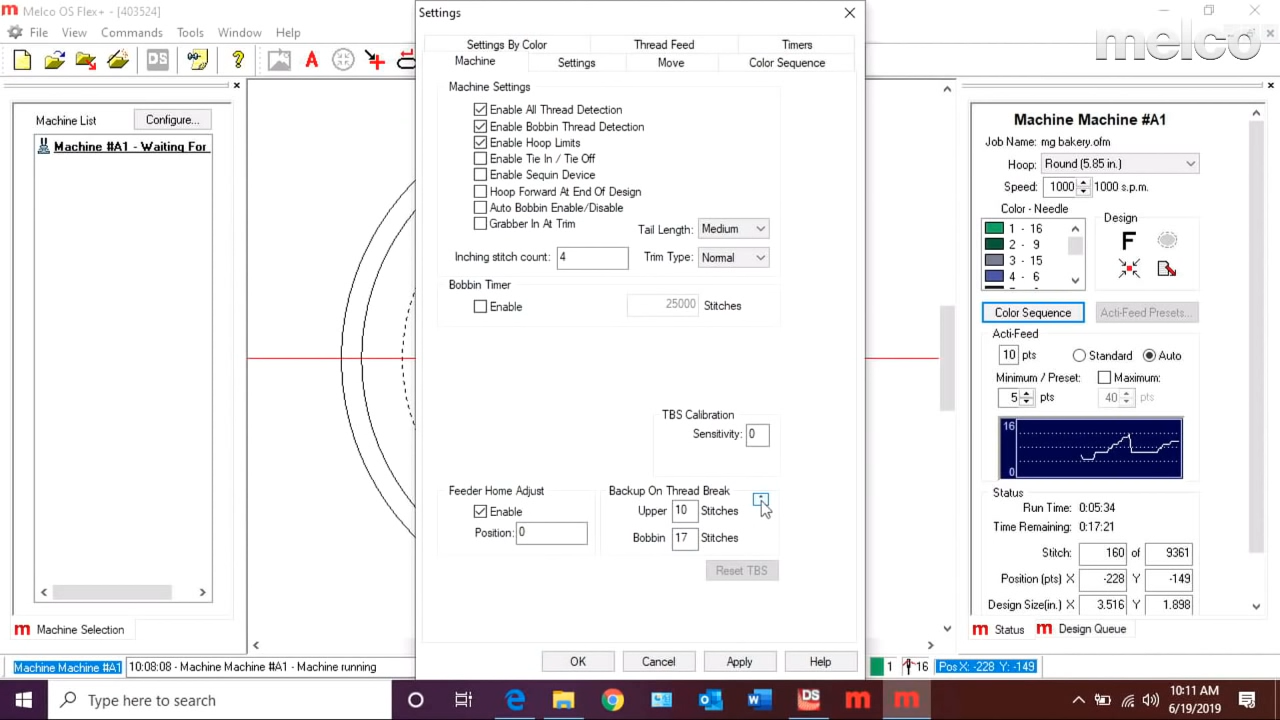 Melco OS Flex+ - [403524]
File View Commands Tools Window Help
melco
DS
Machine List
Configure...
Machine #A1 - Waiting For
Machine Selection
Settings
Settings By Color
Thread Feed
Timers
Machine
Settings
Move
Color Sequence
Machine Settings
Enable All Thread Detection
Enable Bobbin Thread Detection
Enable Hoop Limits
Enable Tie In / Tie Off
Enable Sequin Device
Hoop Forward At End Of Design
Auto Bobbin Enable/Disable
Grabber In At Trim
Tail Length: Medium
Inching stitch count: 4
Trim Type: Normal
Bobbin Timer
Enable
25000 Stitches
TBS Calibration
Sensitivity: 0
Feeder Home Adjust
Enable
Position: 0
Backup On Thread Break
Upper 10 Stitches
Bobbin 17 Stitches
Reset TBS
OK
Cancel
Apply
Help
Machine Machine #A1
Job Name: mg bakery.ofm
Hoop: Round (5.85 in.)
Speed: 1000 1000 s.p.m.
Color - Needle
1 - 16
2 - 9
3 - 15
4 - 6
Design
F
Color Sequence
Acti-Feed Presets...
Acti-Feed
10 pts Standard Auto
Minimum / Preset: Maximum:
5 pts 40 pts
16
0
Status
Run Time: 0:05:34
Time Remaining: 0:17:21
Stitch: 160 of 9361
Position (pts) X -228 Y -149
Design Size(in.) X 3.516 Y 1.898
Status
Design Queue
Machine Machine #A1
10:08:08 - Machine Machine #A1 - Machine running
1
16
Pos X: -228 Y: -149
Type here to search
DS
10:11 AM
6/19/2019